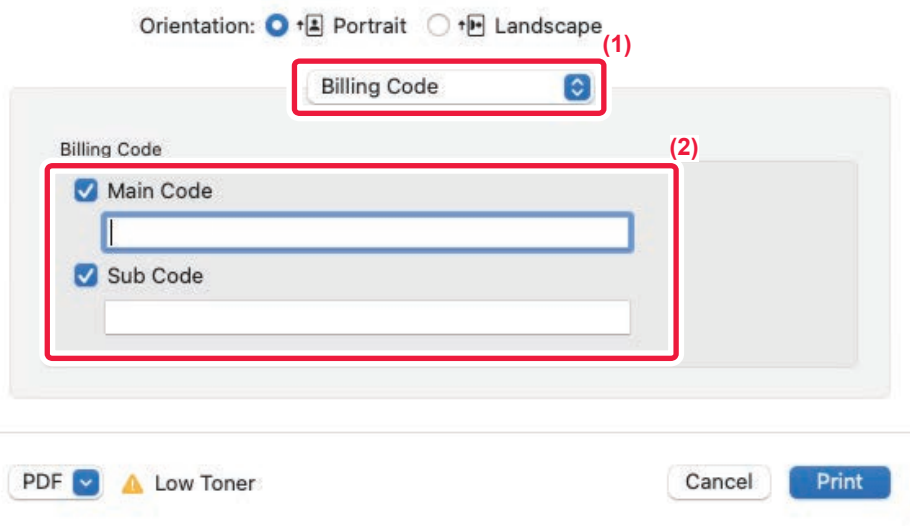 Orientation: Portrait Landscape
(1)
Billing Code
Billing Code
(2)
Main Code
Sub Code
PDF Low Toner Cancel Print